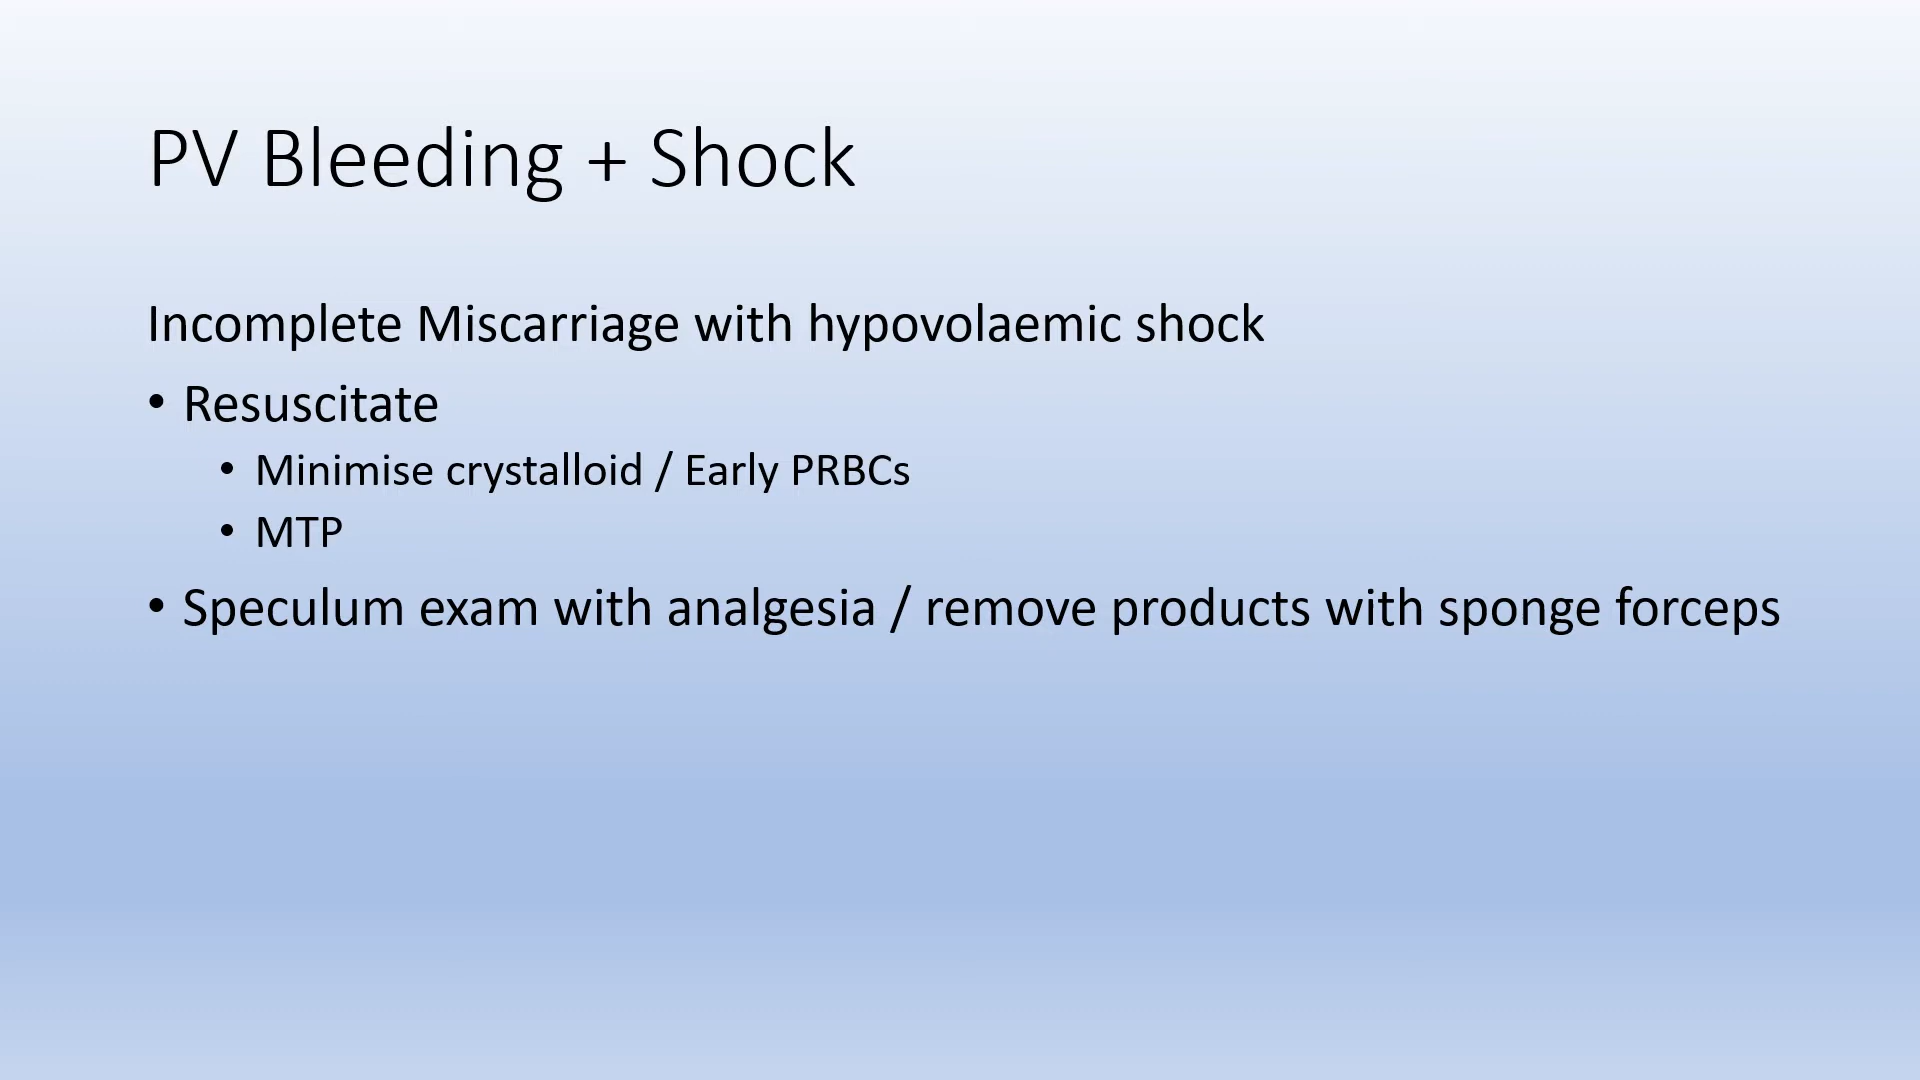 PV Bleeding + Shock
Incomplete Miscarriage with hypovolaemic shock
• Resuscitate
• Minimise crystalloid / Early PRBCs
• MTP
• Speculum exam with analgesia / remove products with sponge forceps